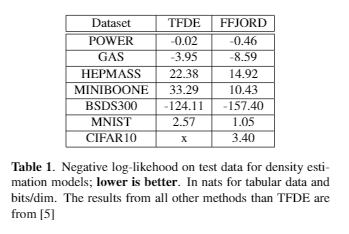 Dataset TFDE FFJORD
POWER -0.02 -0.46
GAS -3.95 -8.59
HEPMASS 22.38 14.92
MINIBOONE 33.29 10.43
BSDS300 -124.11 -157.40
MNIST 2.57 1.05
CIFAR10 x 3.40
Table 1. Negative log-likehood on test data for density esti-
mation models; lower is better. In nats for tabular data and
bits/dim. The results from all other methods than TFDE are
from [5]